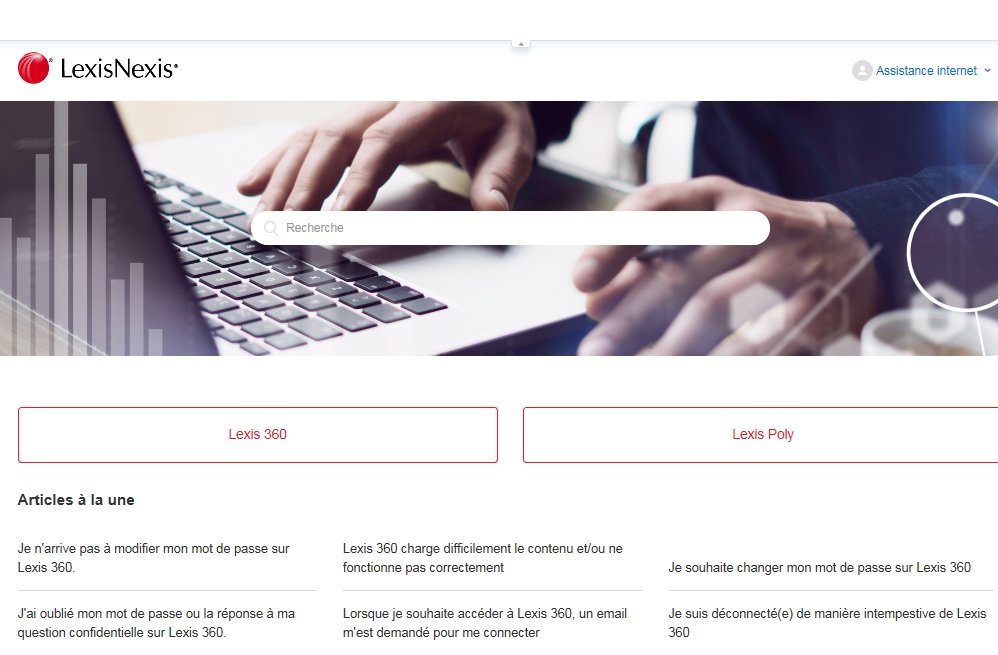 LexisNexis®
Assistance internet
Recherche
Lexis 360
Lexis Poly
Articles à la une
Je n'arrive pas à modifier mon mot de passe sur
Lexis 360.
Lexis 360 charge difficilement le contenu et/ou ne
fonctionne pas correctement
Je souhaite changer mon mot de passe sur Lexis 360
J'ai oublié mon mot de passe ou la réponse à ma
question confidentielle sur Lexis 360.
Lorsque je souhaite accéder à Lexis 360, un email
m'est demandé pour me connecter
Je suis déconnecté(e) de manière intempestive de Lexis
360